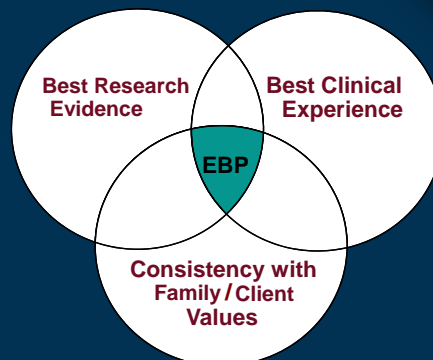 Best Research
Evidence
Best Clinical
Experience
EBP
Consistency with
Family / Client
Values